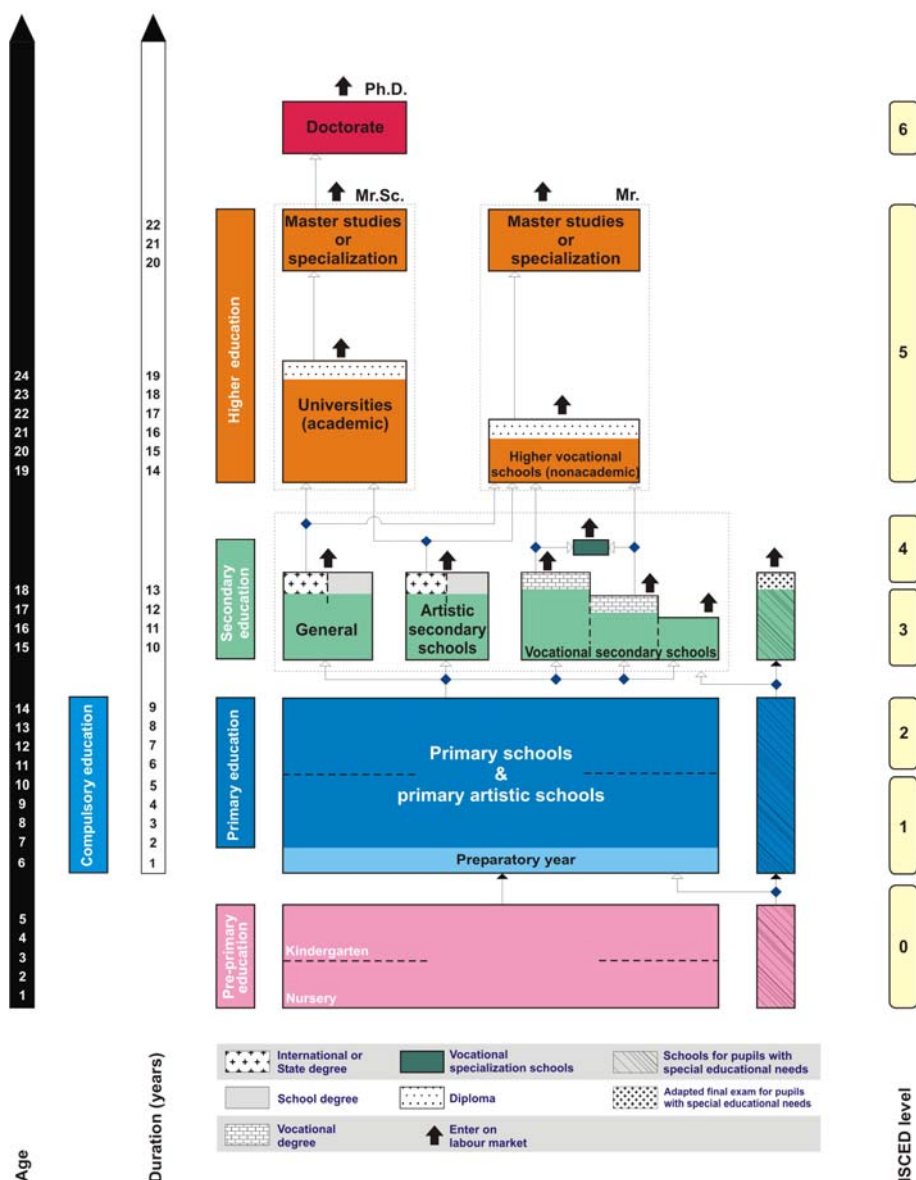 Ph.D.
Doctorate
6
Mr.Sc.
Mr.
Master studies
or
specialization
Master studies
or
specialization
22
21
20
Higher education
5
24
23
22
21
20
19
19
18
17
16
15
14
Universities
(academic)
Higher vocational
schools (nonacademic)
4
Secondary
education
18
17
16
15
13
12
11
10
General
Artistic
secondary
schools
Vocational secondary schools
3
14
13
12
11
10
9
8
7
6
Compulsory education
9
8
7
6
5
4
3
2
1
Primary education
Primary schools
&
primary artistic schools
Preparatory year
2
1
5
4
3
2
1
Pre-primary
education
Kindergarten
Nursery
0
International or
State degree
Vocational
specialization schools
Schools for pupils with
special educational needs
School degree
Diploma
Adapted final exam for pupils
with special educational needs
Vocational
degree
Enter on
labour market
Age
Duration (years)
ISCED level